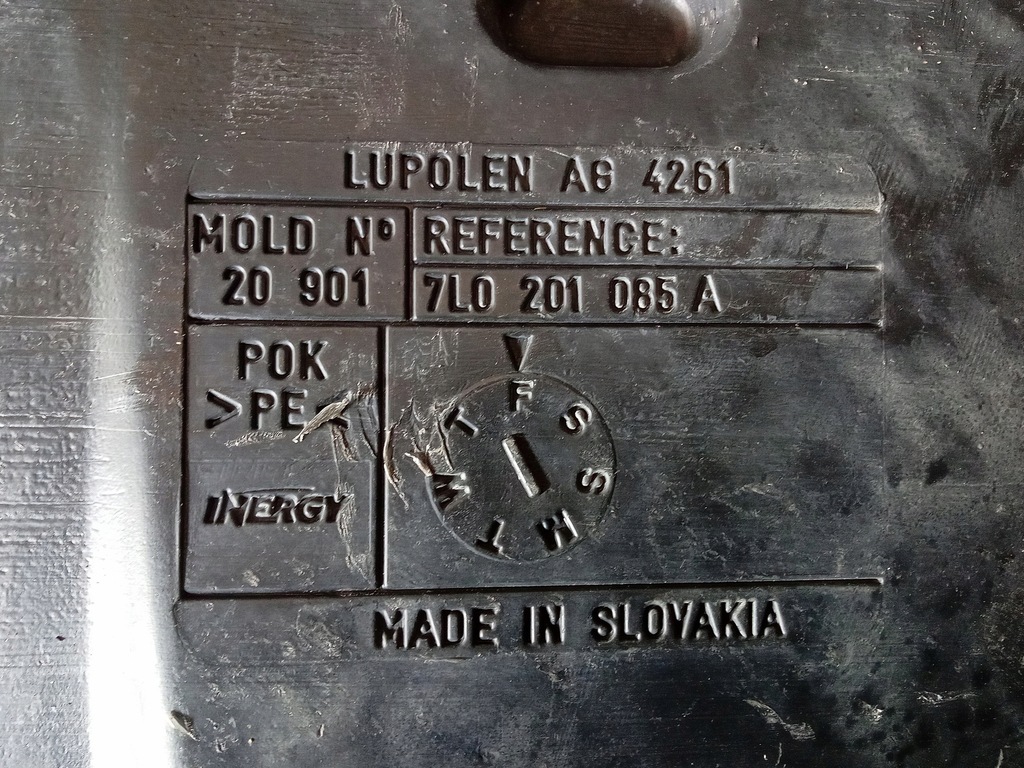 LUPOLEN AG 4261
MOLD Nº
20 901
REFERENCE:
7L0 201 085 A
POK
>PE<
INERGY
F
S
S
M
T
W
T
MADE IN SLOVAKIA